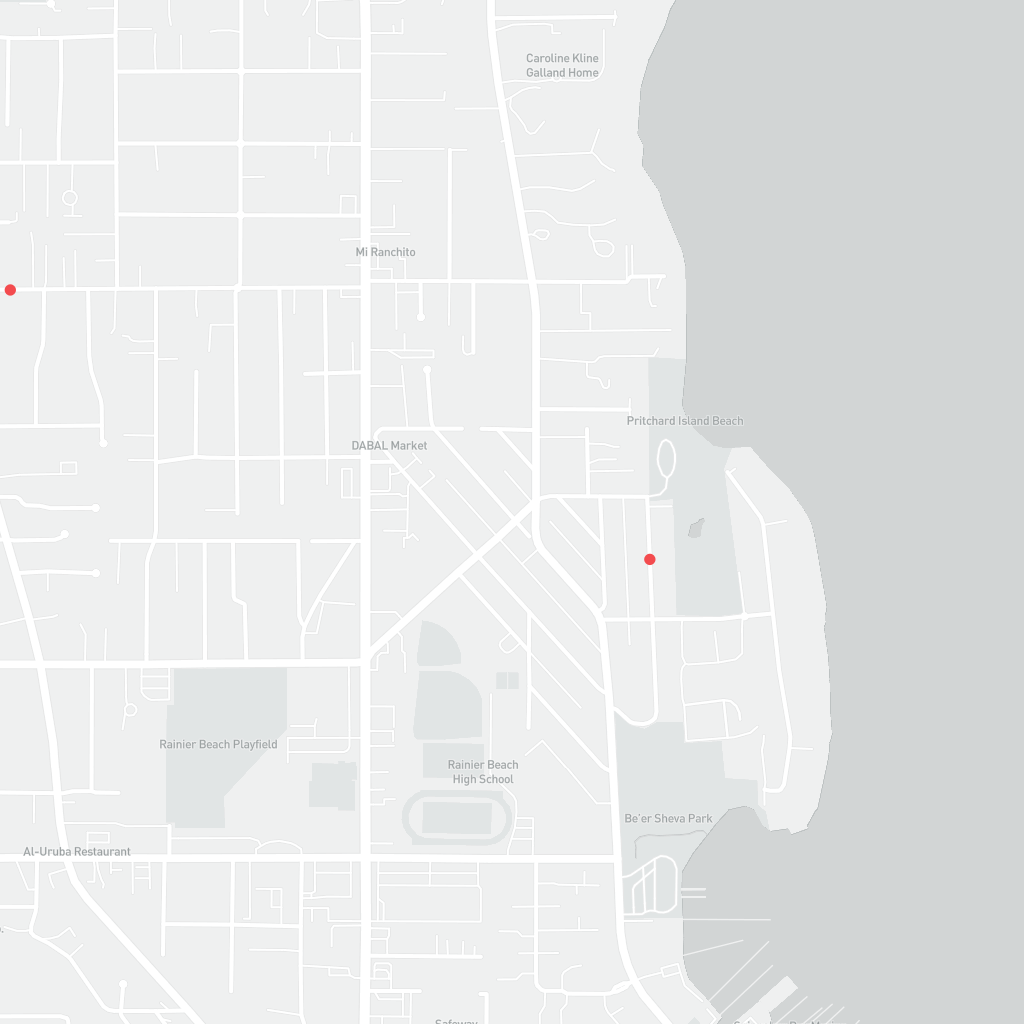 Caroline Kline
Galland Home
Mi Ranchito
Pritchard Island Beach
DABAL Market
Rainier Beach Playfield
Rainier Beach
High School
Be'er Sheva Park
Al-Uruba Restaurant
Safeway